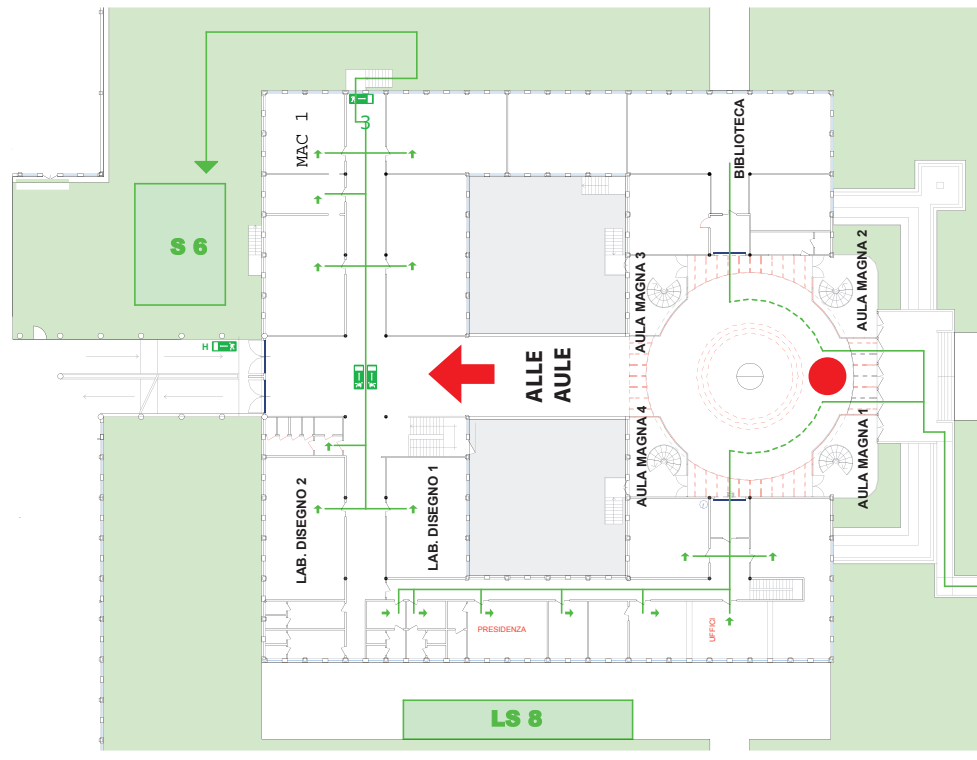 MAC 1
BIBLIOTECA
S 6
AULA MAGNA 3
AULA MAGNA 2
H
ALLE
AULE
AULA MAGNA 4
AULA MAGNA 1
LAB. DISEGNO 2
LAB. DISEGNO 1
PRESIDENZA
UFFICI
LS 8